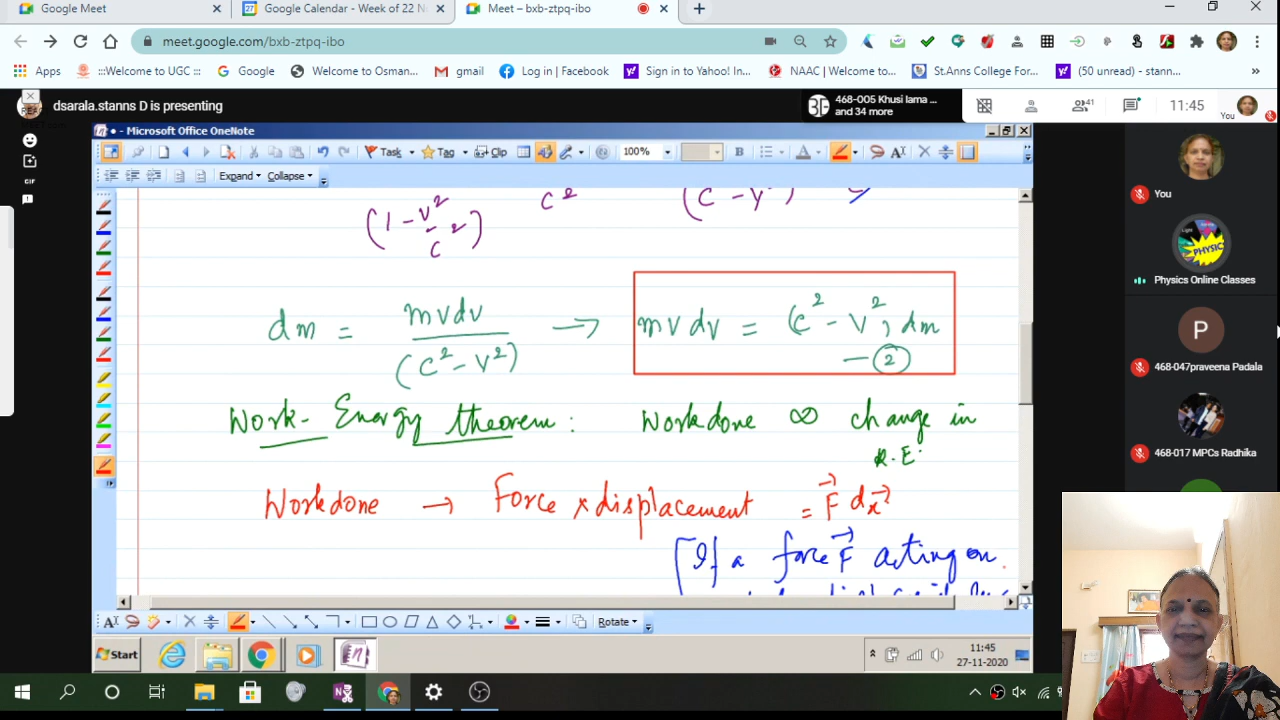 Google Meet
Google Calendar - Week of 22 N
Meet – bxb-ztpq-ibo
meet.google.com/bxb-ztpq-ibo
Apps
:::Welcome to UGC :::
Google
Welcome to Osman...
gmail
Log in | Facebook
Sign in to Yahoo! In...
NAAC | Welcome to...
St.Anns College For...
(50 unread) - stann...
»
dsarala.stanns D is presenting
468-005 Khusi lama ...
and 34 more
41
11:45
You
GIF
• - Microsoft Office OneNote
Task
Tag
Clip
100%
B
Expand
Collapse
(1 - v²/c²)
c²
dm = mvdv/(c² - v²) → mv dv = (c² - v²) dm
— ②
Work-Energy theorem : Workdone ∞ change in
K.E.
Workdone → Force × displacement = F⃗ dx⃗
[If a force F⃗ acting on
Rotate
Start
11:45
27-11-2020
You
PHYSIC
Physics Online Classes
P
468-047praveena Padala
468-017 MPCs Radhika